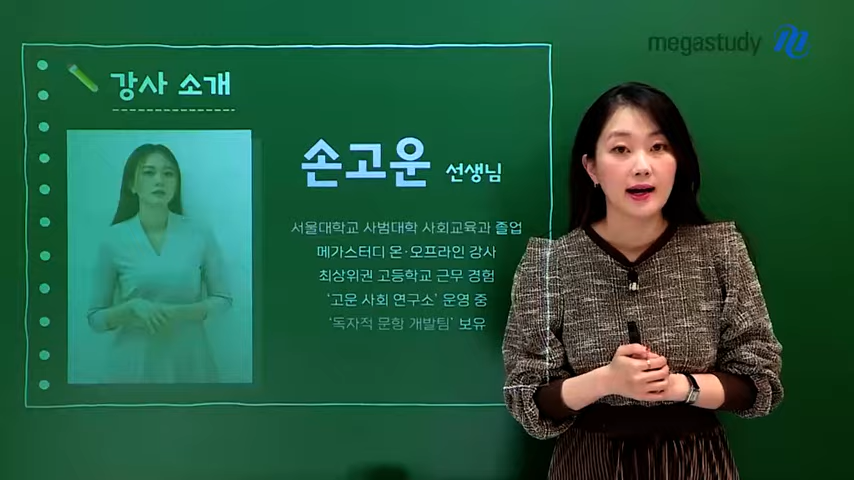 megastudy
강사 소개
손고운 선생님
서울대학교 사범대학 사회교육과 졸업
메가스터디 온·오프라인 강사
최상위권 고등학교 근무 경험
‘고운 사회 연구소’ 운영 중
‘독자적 문항 개발팀’ 보유